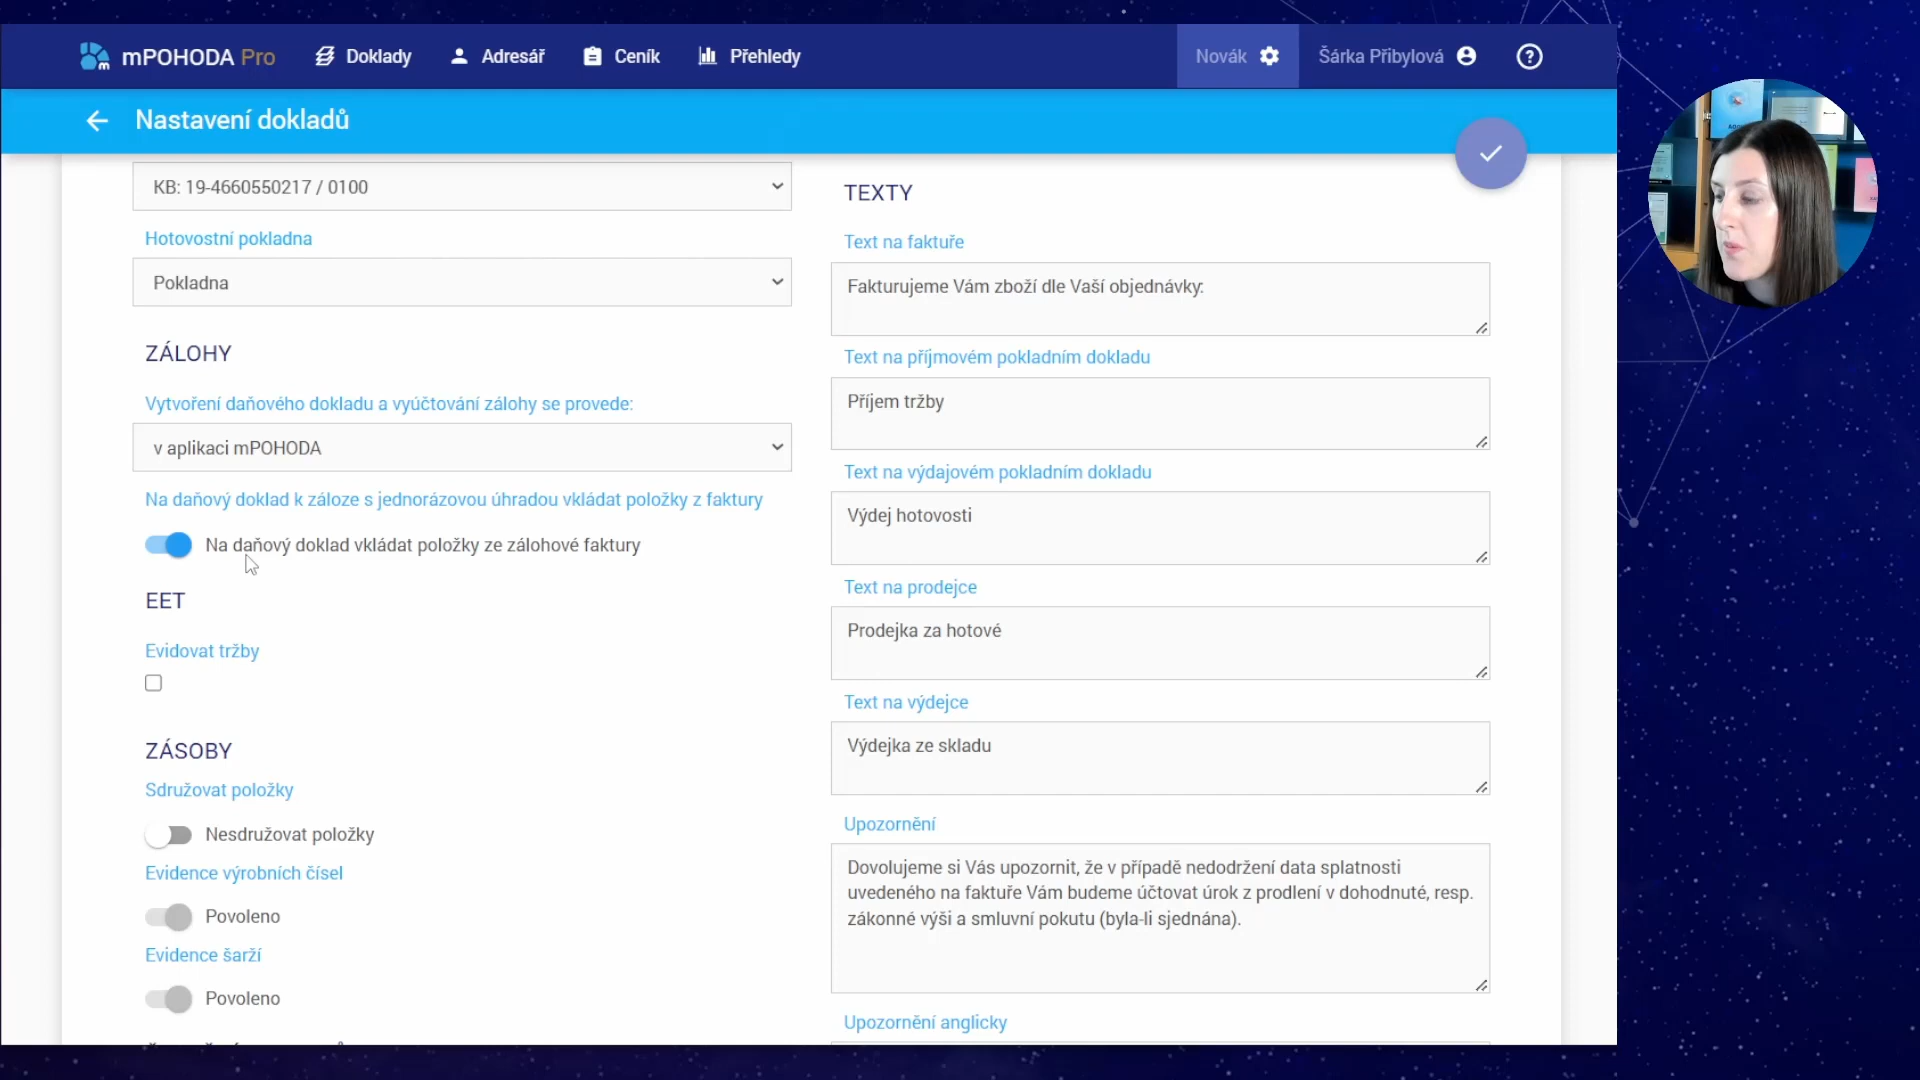 mPOHODA Pro
Doklady
Adresář
Ceník
Přehledy
Novák
Šárka Přibylová
Nastavení dokladů
KB: 19-4660550217 / 0100
Hotovostní pokladna
Pokladna
ZÁLOHY
Vytvoření daňového dokladu a vyúčtování zálohy se provede:
v aplikaci mPOHODA
Na daňový doklad k záloze s jednorázovou úhradou vkládat položky z faktury
Na daňový doklad vkládat položky ze zálohové faktury
EET
Evidovat tržby
ZÁSOBY
Sdružovat položky
Nesdružovat položky
Evidence výrobních čísel
Povoleno
Evidence šarží
Povoleno
TEXTY
Text na faktuře
Fakturujeme Vám zboží dle Vaší objednávky:
Text na příjmovém pokladním dokladu
Příjem tržby
Text na výdajovém pokladním dokladu
Výdej hotovosti
Text na prodejce
Prodejka za hotové
Text na výdejce
Výdejka ze skladu
Upozornění
Dovolujeme si Vás upozornit, že v případě nedodržení data splatnosti
uvedeného na faktuře Vám budeme účtovat úrok z prodlení v dohodnuté, resp.
zákonné výši a smluvní pokutu (byla-li sjednána).
Upozornění anglicky